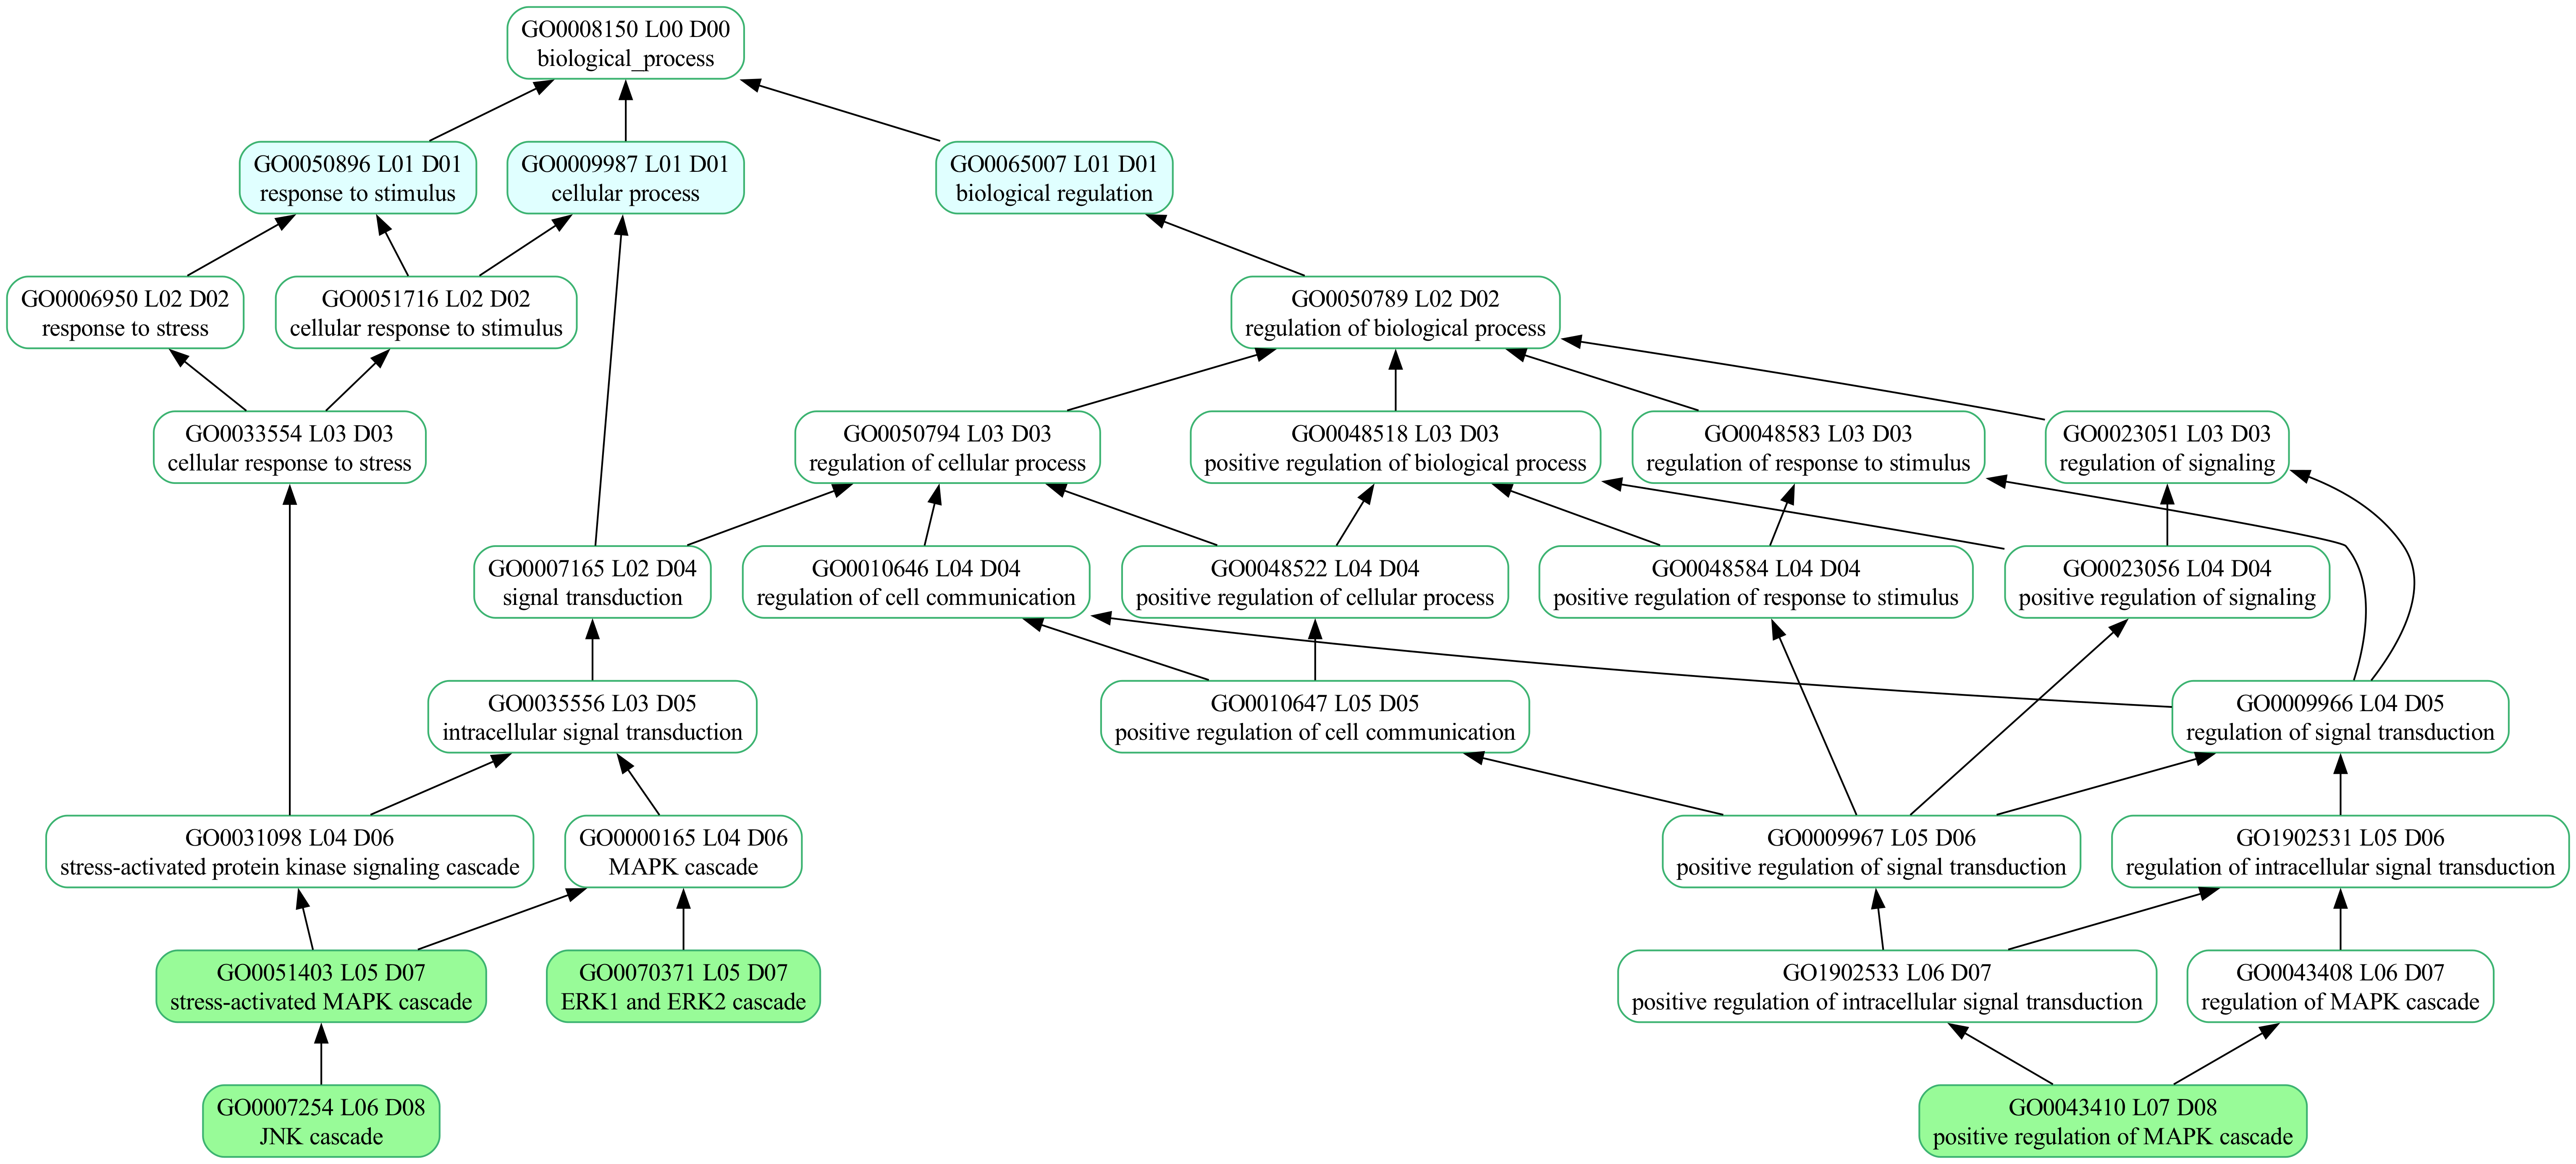 GO0008150 L00 D00
biological_process
GO0050896 L01 D01
response to stimulus
GO0009987 L01 D01
cellular process
GO0065007 L01 D01
biological regulation
GO0006950 L02 D02
response to stress
GO0051716 L02 D02
cellular response to stimulus
GO0050789 L02 D02
regulation of biological process
GO0033554 L03 D03
cellular response to stress
GO0050794 L03 D03
regulation of cellular process
GO0048518 L03 D03
positive regulation of biological process
GO0048583 L03 D03
regulation of response to stimulus
GO0023051 L03 D03
regulation of signaling
GO0007165 L02 D04
signal transduction
GO0010646 L04 D04
regulation of cell communication
GO0048522 L04 D04
positive regulation of cellular process
GO0048584 L04 D04
positive regulation of response to stimulus
GO0023056 L04 D04
positive regulation of signaling
GO0035556 L03 D05
intracellular signal transduction
GO0010647 L05 D05
positive regulation of cell communication
GO0009966 L04 D05
regulation of signal transduction
GO0031098 L04 D06
stress-activated protein kinase signaling cascade
GO0000165 L04 D06
MAPK cascade
GO0009967 L05 D06
positive regulation of signal transduction
GO1902531 L05 D06
regulation of intracellular signal transduction
GO0051403 L05 D07
stress-activated MAPK cascade
GO0070371 L05 D07
ERK1 and ERK2 cascade
GO1902533 L06 D07
positive regulation of intracellular signal transduction
GO0043408 L06 D07
regulation of MAPK cascade
GO0007254 L06 D08
JNK cascade
GO0043410 L07 D08
positive regulation of MAPK cascade